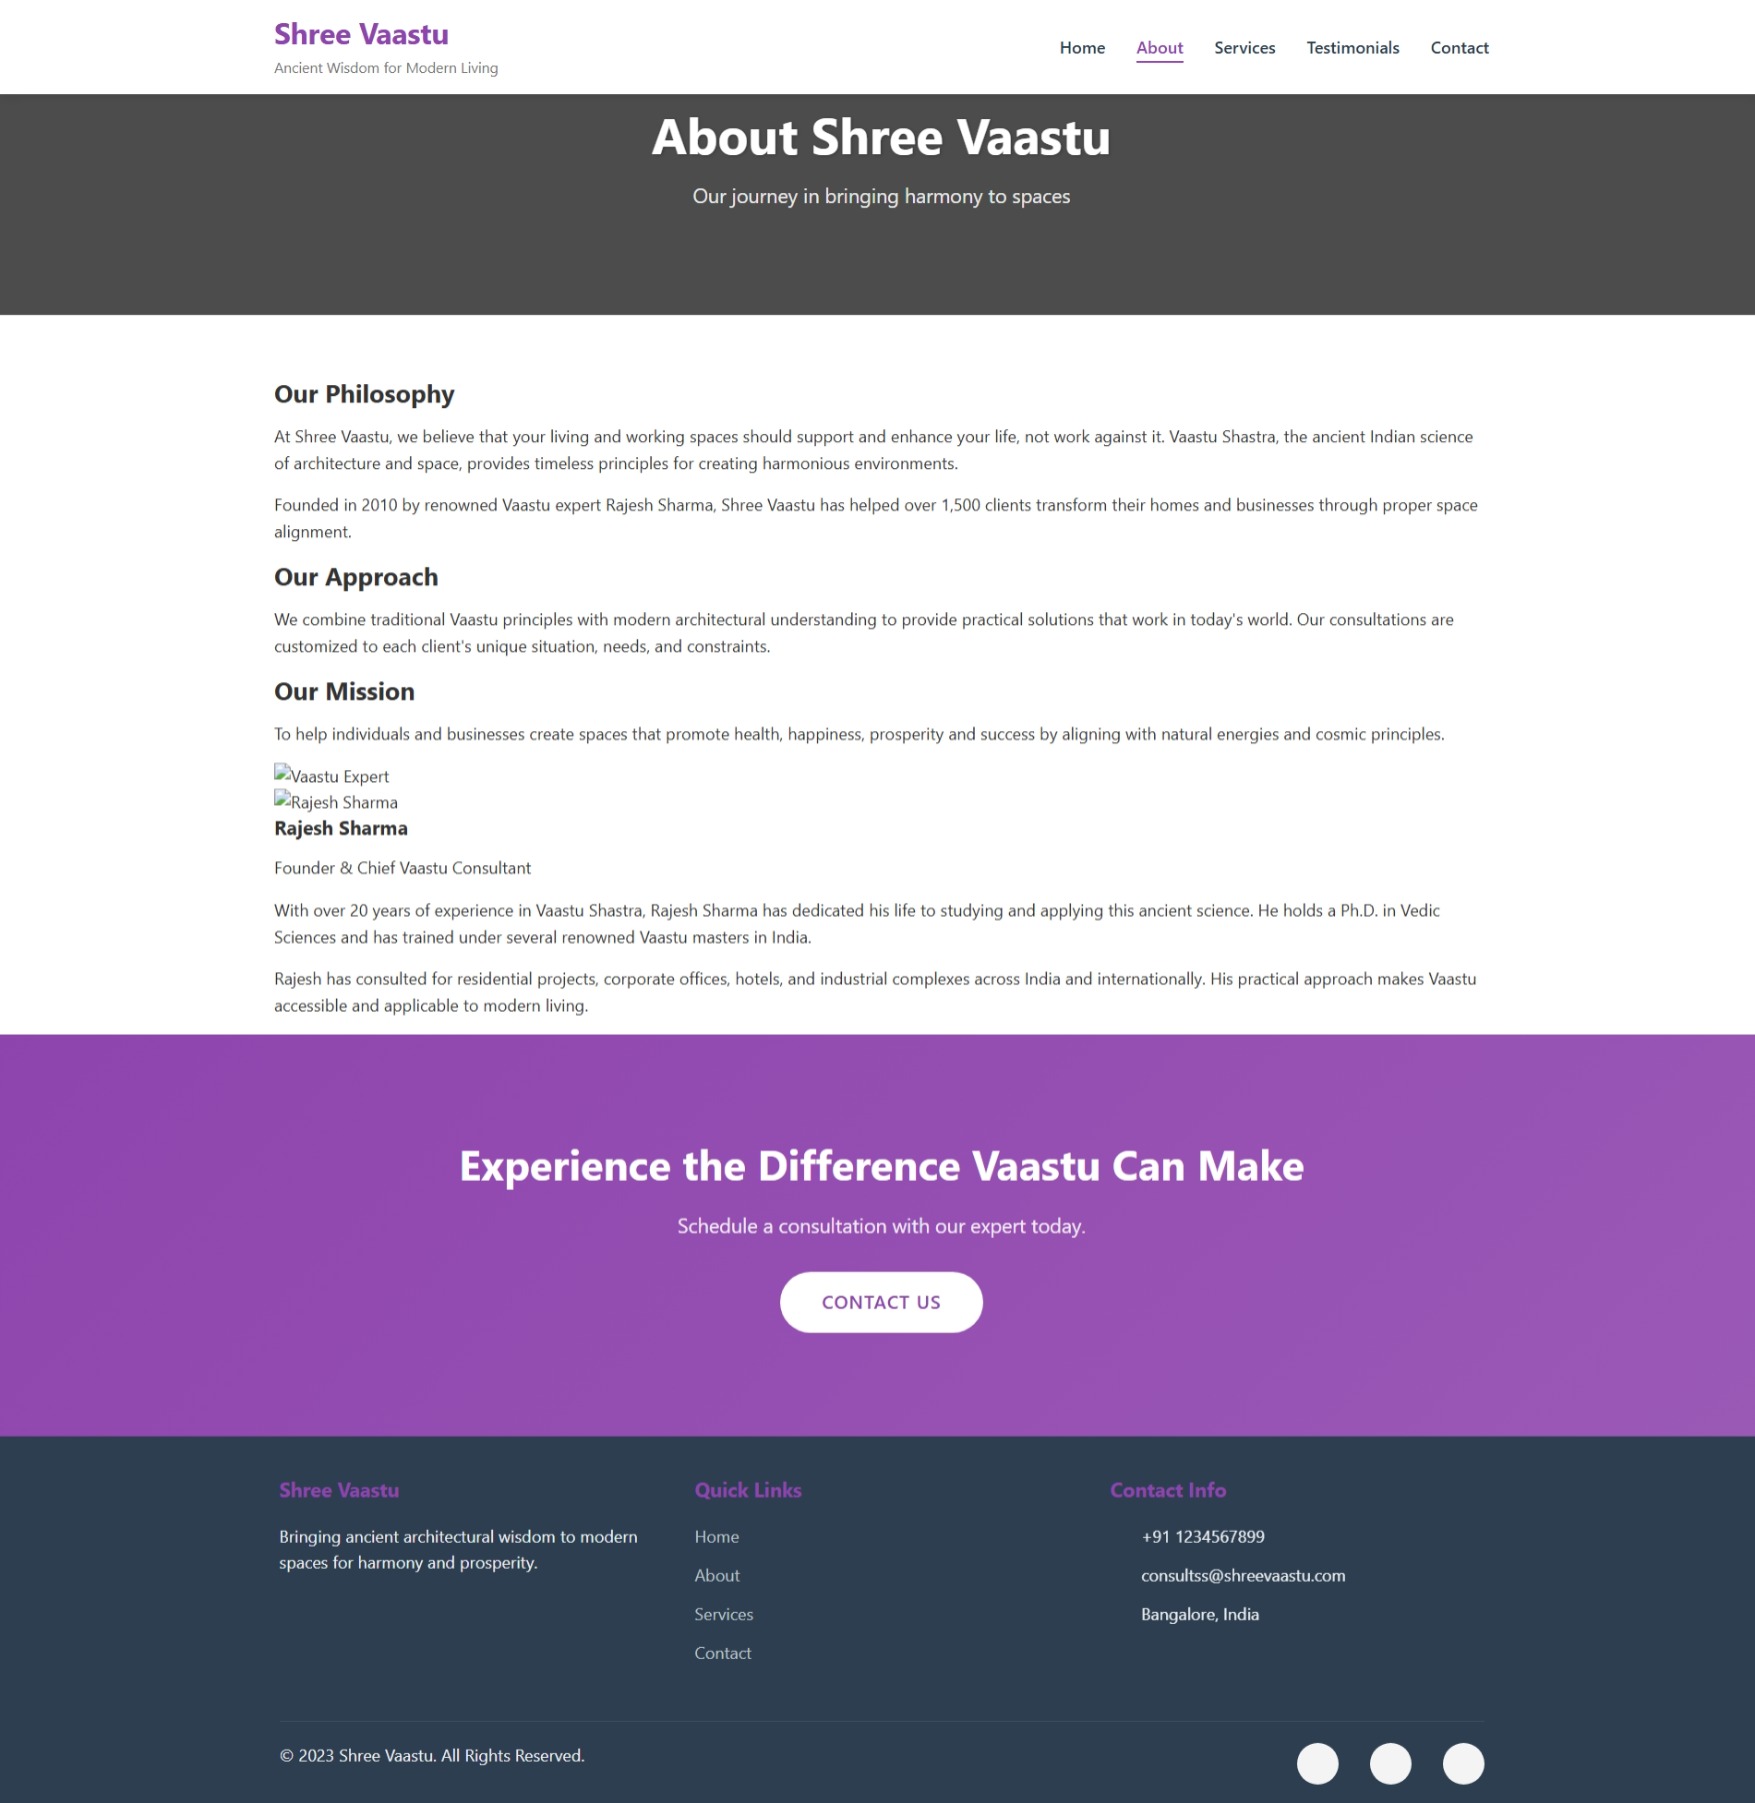 Shree Vaastu
Ancient Wisdom for Modern Living
Home
About
Services
Testimonials
Contact
About Shree Vaastu
Our journey in bringing harmony to spaces
Our Philosophy
At Shree Vaastu, we believe that your living and working spaces should support and enhance your life, not work against it. Vaastu Shastra, the ancient Indian science
of architecture and space, provides timeless principles for creating harmonious environments.
Founded in 2010 by renowned Vaastu expert Rajesh Sharma, Shree Vaastu has helped over 1,500 clients transform their homes and businesses through proper space
alignment.
Our Approach
We combine traditional Vaastu principles with modern architectural understanding to provide practical solutions that work in today's world. Our consultations are
customized to each client's unique situation, needs, and constraints.
Our Mission
To help individuals and businesses create spaces that promote health, happiness, prosperity and success by aligning with natural energies and cosmic principles.
Vaastu Expert
Rajesh Sharma
Rajesh Sharma
Founder & Chief Vaastu Consultant
With over 20 years of experience in Vaastu Shastra, Rajesh Sharma has dedicated his life to studying and applying this ancient science. He holds a Ph.D. in Vedic
Sciences and has trained under several renowned Vaastu masters in India.
Rajesh has consulted for residential projects, corporate offices, hotels, and industrial complexes across India and internationally. His practical approach makes Vaastu
accessible and applicable to modern living.
Experience the Difference Vaastu Can Make
Schedule a consultation with our expert today.
CONTACT US
Shree Vaastu
Bringing ancient architectural wisdom to modern
spaces for harmony and prosperity.
Quick Links
Home
About
Services
Contact
Contact Info
+91 1234567899
consultss@shreevaastu.com
Bangalore, India
© 2023 Shree Vaastu. All Rights Reserved.